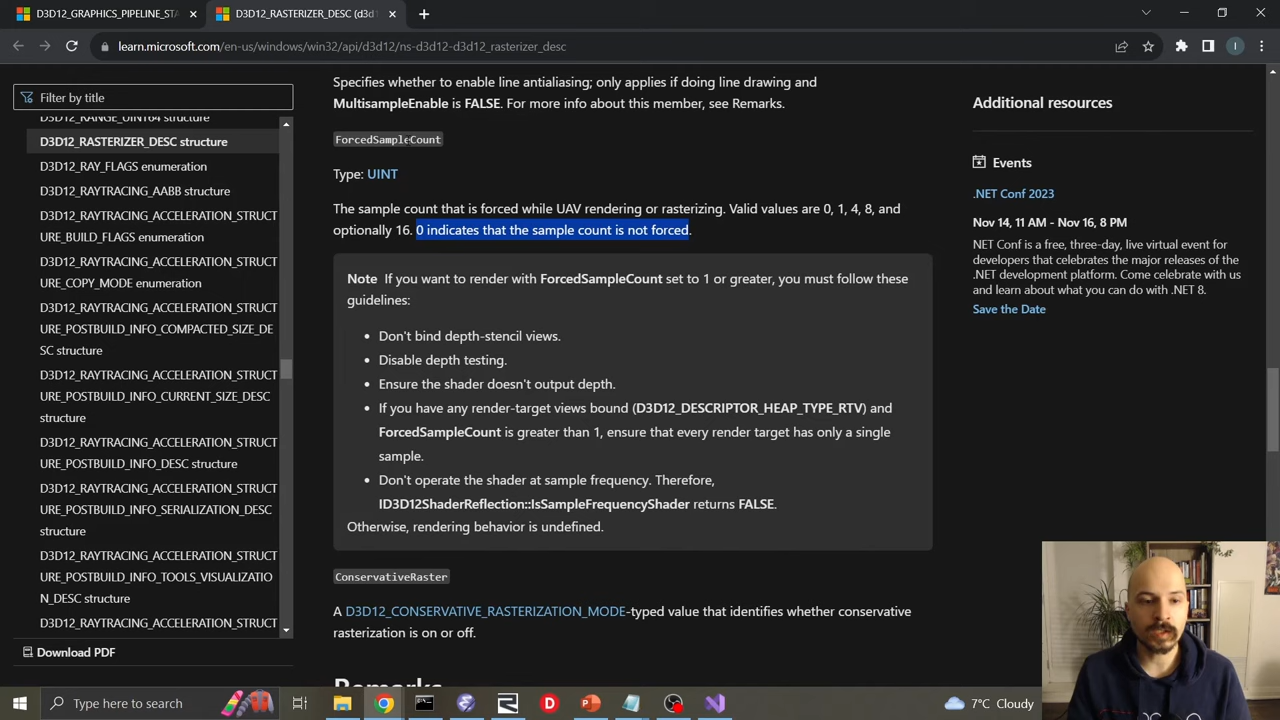 D3D12_GRAPHICS_PIPELINE_STA
D3D12_RASTERIZER_DESC (d3d1
learn.microsoft.com/en-us/windows/win32/api/d3d12/ns-d3d12-d3d12_rasterizer_desc
I
Filter by title
D3D12_RANGE_UINT64 structure
D3D12_RASTERIZER_DESC structure
D3D12_RAY_FLAGS enumeration
D3D12_RAYTRACING_AABB structure
D3D12_RAYTRACING_ACCELERATION_STRUCT
URE_BUILD_FLAGS enumeration
D3D12_RAYTRACING_ACCELERATION_STRUCT
URE_COPY_MODE enumeration
D3D12_RAYTRACING_ACCELERATION_STRUCT
URE_POSTBUILD_INFO_COMPACTED_SIZE_DE
SC structure
D3D12_RAYTRACING_ACCELERATION_STRUCT
URE_POSTBUILD_INFO_CURRENT_SIZE_DESC
structure
D3D12_RAYTRACING_ACCELERATION_STRUCT
URE_POSTBUILD_INFO_DESC structure
D3D12_RAYTRACING_ACCELERATION_STRUCT
URE_POSTBUILD_INFO_SERIALIZATION_DESC
structure
D3D12_RAYTRACING_ACCELERATION_STRUCT
URE_POSTBUILD_INFO_TOOLS_VISUALIZATIO
N_DESC structure
D3D12_RAYTRACING_ACCELERATION_STRUCT
Download PDF
Specifies whether to enable line antialiasing; only applies if doing line drawing and
MultisampleEnable is FALSE. For more info about this member, see Remarks.
ForcedSampleCount
Type: UINT
The sample count that is forced while UAV rendering or rasterizing. Valid values are 0, 1, 4, 8, and
optionally 16. 0 indicates that the sample count is not forced.
Note If you want to render with ForcedSampleCount set to 1 or greater, you must follow these
guidelines:
• Don't bind depth-stencil views.
• Disable depth testing.
• Ensure the shader doesn't output depth.
• If you have any render-target views bound (D3D12_DESCRIPTOR_HEAP_TYPE_RTV) and
ForcedSampleCount is greater than 1, ensure that every render target has only a single
sample.
• Don't operate the shader at sample frequency. Therefore,
ID3D12ShaderReflection::IsSampleFrequencyShader returns FALSE.
Otherwise, rendering behavior is undefined.
ConservativeRaster
A D3D12_CONSERVATIVE_RASTERIZATION_MODE-typed value that identifies whether conservative
rasterization is on or off.
Remarks
Additional resources
Events
.NET Conf 2023
Nov 14, 11 AM - Nov 16, 8 PM
.NET Conf is a free, three-day, live virtual event for
developers that celebrates the major releases of the
.NET development platform. Come celebrate with us
and learn about what you can do with .NET 8.
Save the Date
Type here to search
7°C Cloudy